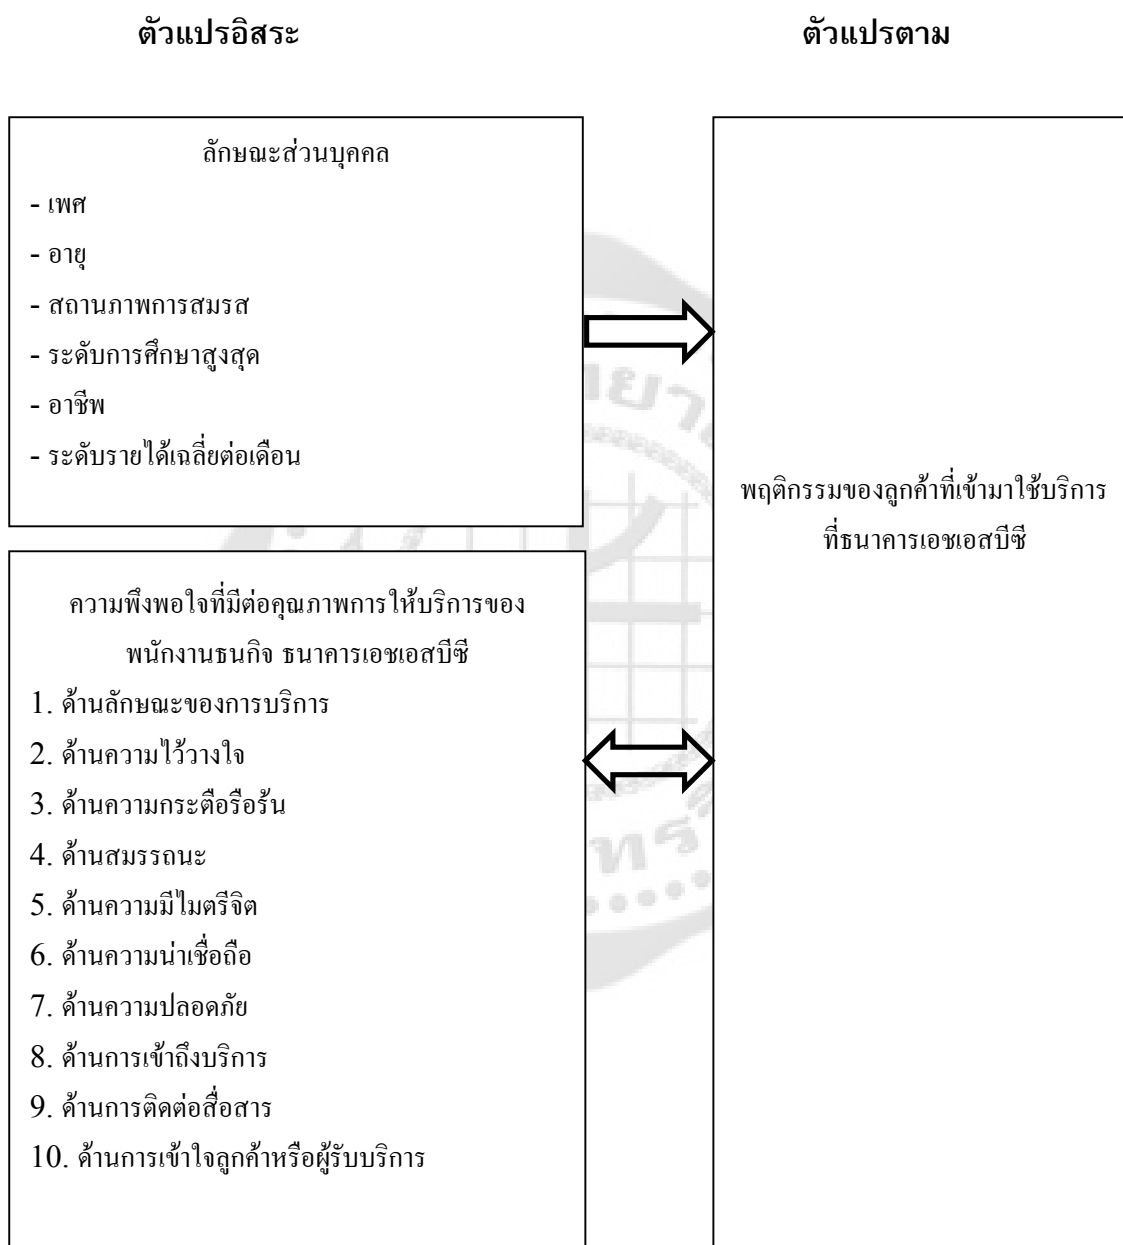 ตัวแปรอิสระ
ตัวแปรตาม
ลักษณะส่วนบุคคล
- เพศ
- อายุ
- สถานภาพการสมรส
- ระดับการศึกษาสูงสุด
- อาชีพ
- ระดับรายได้เฉลี่ยต่อเดือน
ความพึงพอใจที่มีต่อคุณภาพการให้บริการของ
พนักงานธนกิจ ธนาคารเอชเอสบีซี
1. ด้านลักษณะของการบริการ
2. ด้านความไว้วางใจ
3. ด้านความกระตือรือร้น
4. ด้านสมรรถนะ
5. ด้านความมีไมตรีจิต
6. ด้านความน่าเชื่อถือ
7. ด้านความปลอดภัย
8. ด้านการเข้าถึงบริการ
9. ด้านการติดต่อสื่อสาร
10. ด้านการเข้าใจลูกค้าหรือผู้รับบริการ
พฤติกรรมของลูกค้าที่เข้ามาใช้บริการ
ที่ธนาคารเอชเอสบีซี